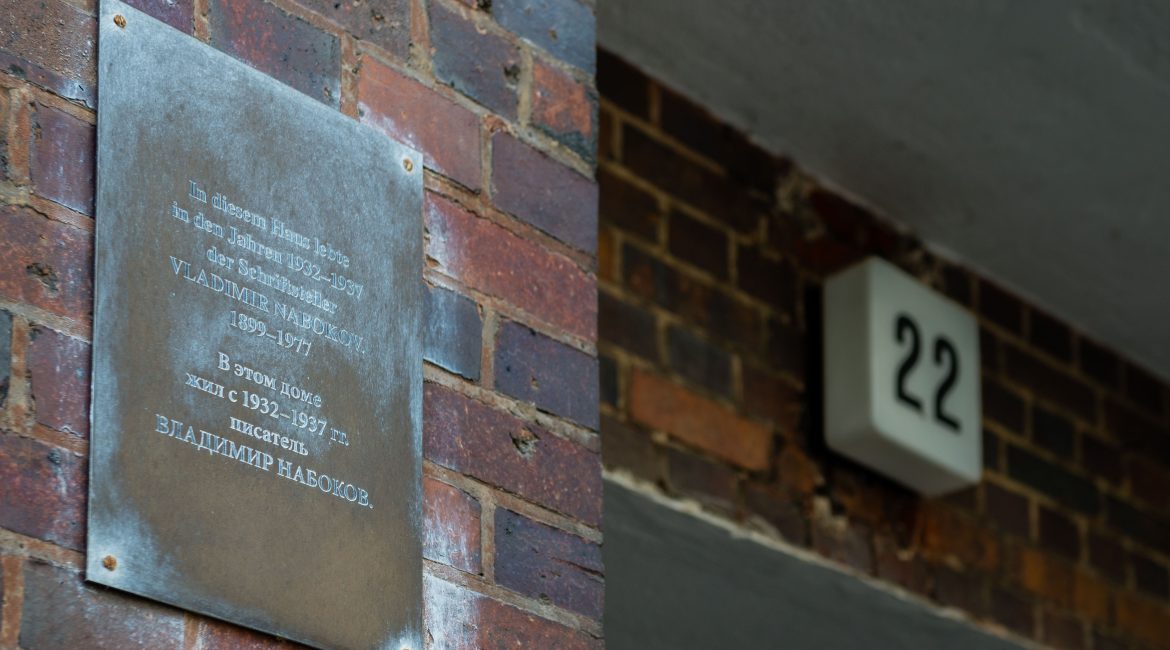 In diesem Haus lebte
in den Jahren 1932–1937
der Schriftsteller
VLADIMIR NABOKOV.
1899–1977
В этом доме
жил с 1932–1937 гг.
писатель
ВЛАДИМИР НАБОКОВ.
22